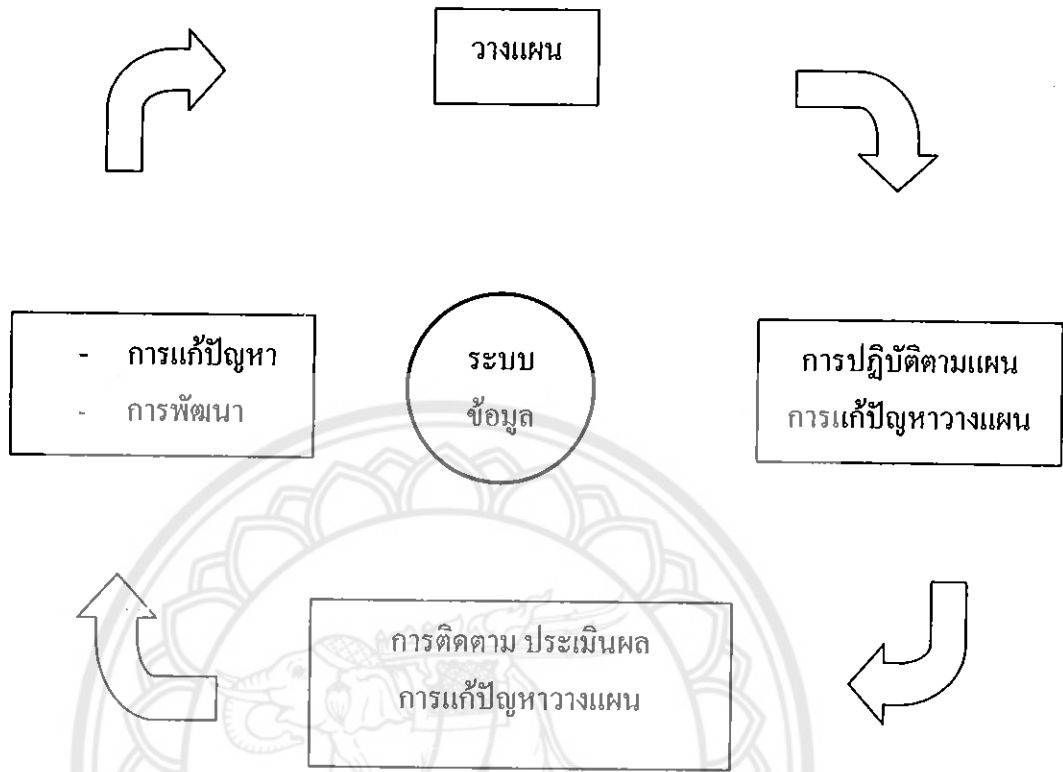 วางแผน
- การแก้ปัญหา
- การพัฒนา
ระบบ
ข้อมูล
การปฏิบัติตามแผน
การแก้ปัญหาวางแผน
การติดตาม ประเมินผล
การแก้ปัญหาวางแผน